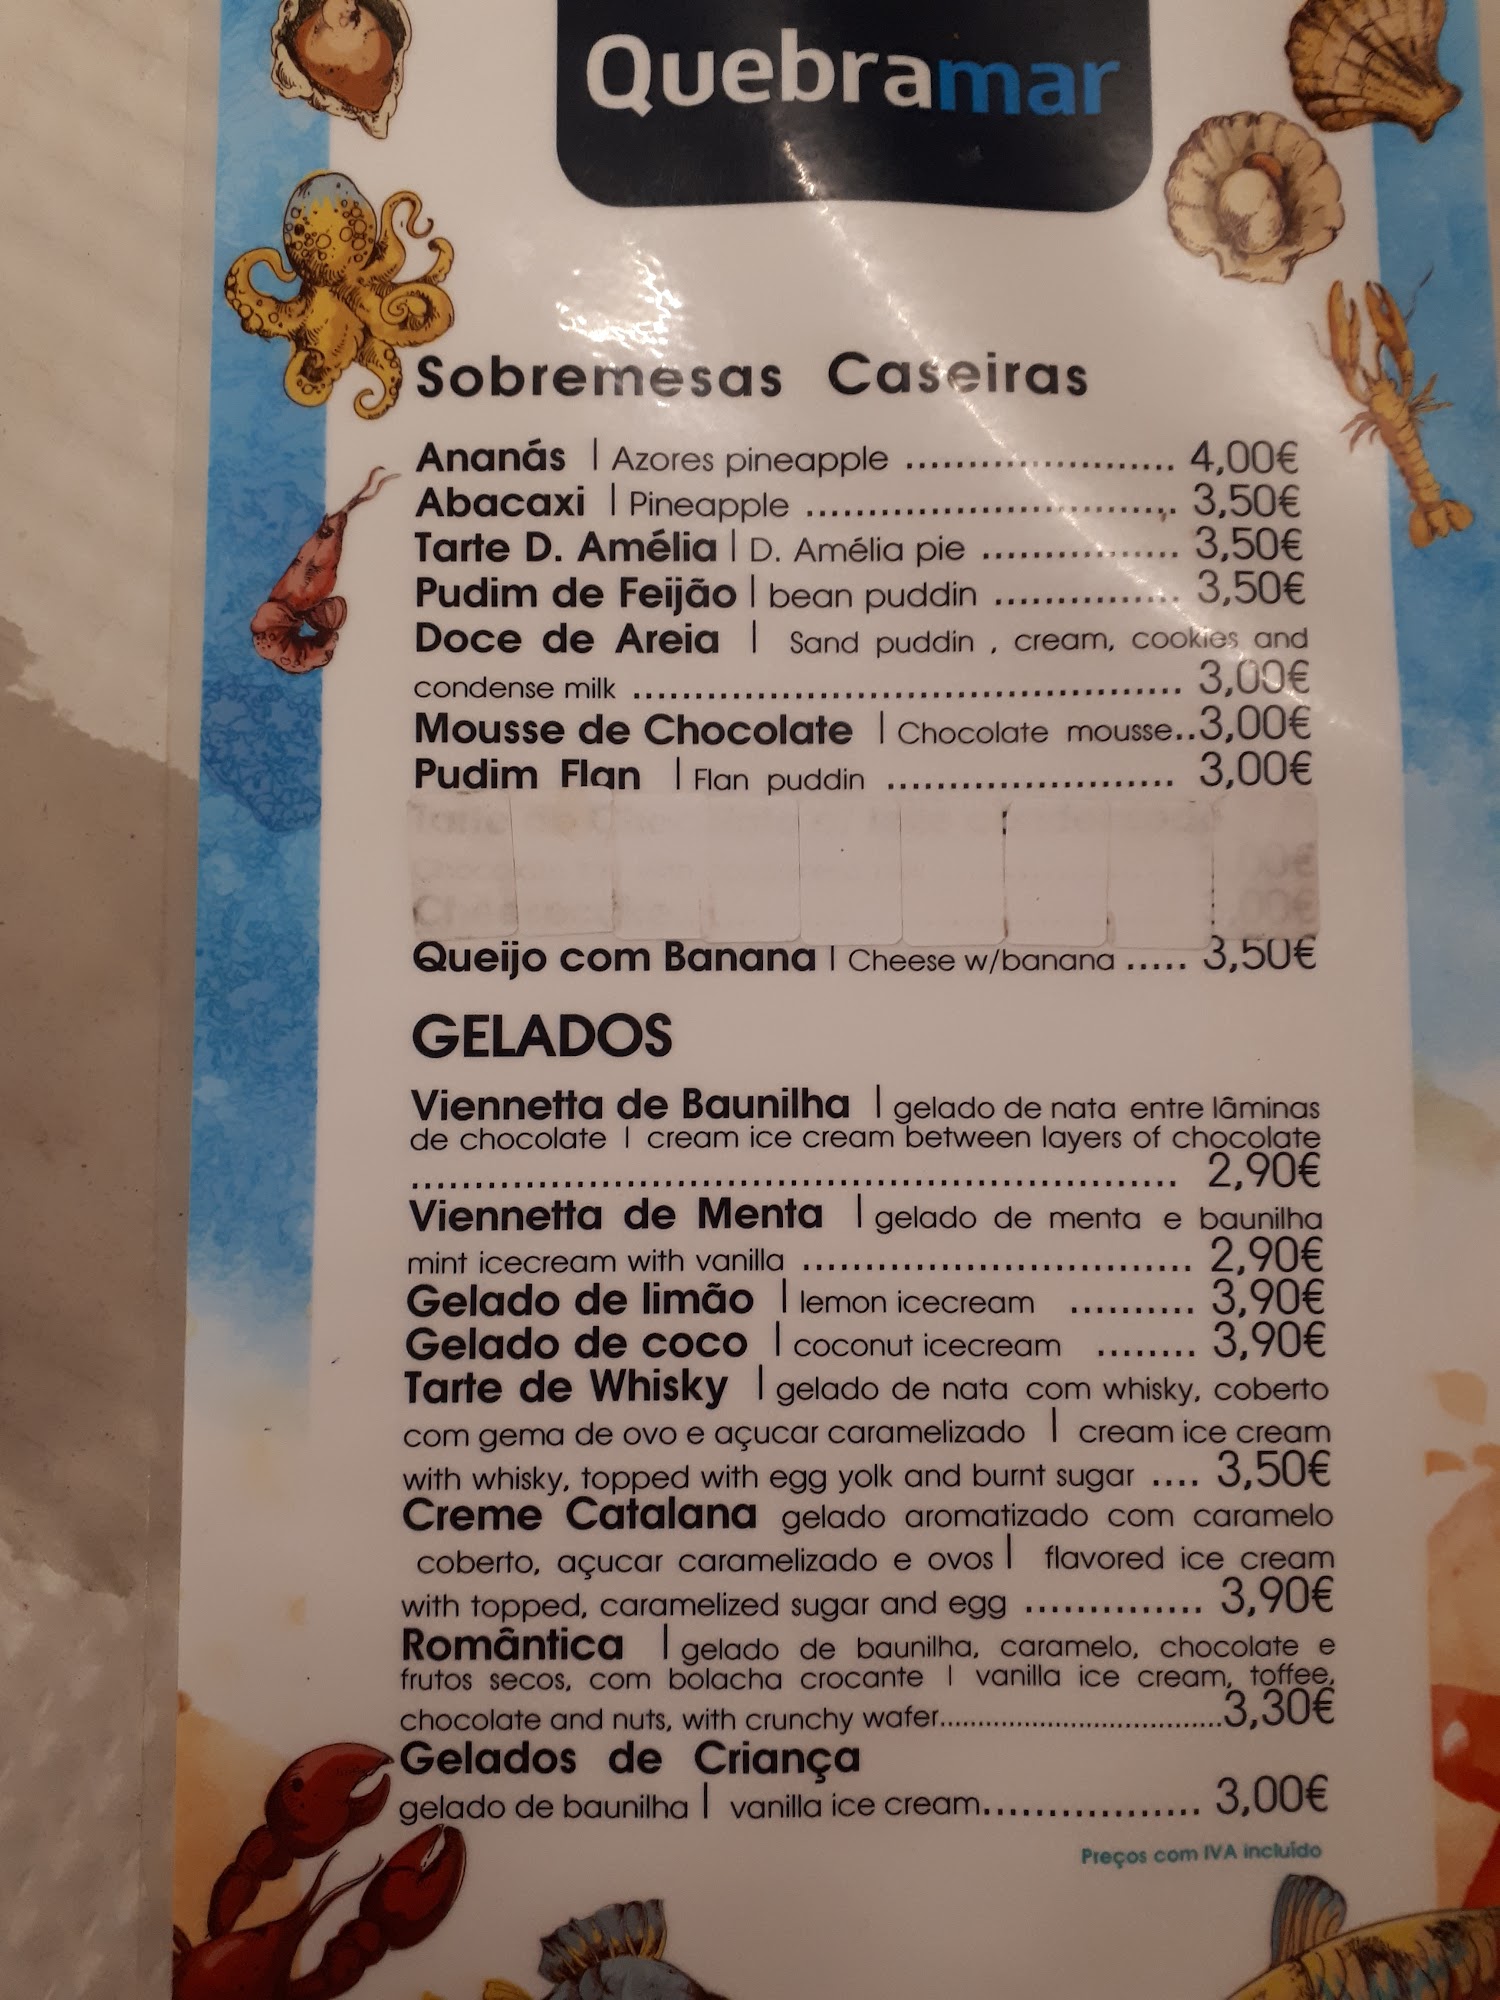 Quebramar
Sobremesas Caseiras
Ananás | Azores pineapple ...................... 4,00€
Abacaxi | Pineapple .............................. 3,50€
Tarte D. Amélia | D. Amélia pie ................ 3,50€
Pudim de Feijão | bean puddin ............... 3,50€
Doce de Areia | Sand puddin , cream, cookies and
condense milk ............................................. 3,00€
Mousse de Chocolate | Chocolate mousse..3,00€
Pudim Flan | Flan puddin ....................... 3,00€
Queijo com Banana | Cheese w/banana ..... 3,50€
GELADOS
Viennetta de Baunilha | gelado de nata entre lâminas
de chocolate | cream ice cream between layers of chocolate
.............................................................. 2,90€
Viennetta de Menta | gelado de menta e baunilha
mint icecream with vanilla ................................ 2,90€
Gelado de limão | lemon icecream .......... 3,90€
Gelado de coco | coconut icecream ........ 3,90€
Tarte de Whisky | gelado de nata com whisky, coberto
com gema de ovo e açucar caramelizado | cream ice cream
with whisky, topped with egg yolk and burnt sugar .... 3,50€
Creme Catalana gelado aromatizado com caramelo
coberto, açucar caramelizado e ovos | flavored ice cream
with topped, caramelized sugar and egg .............. 3,90€
Romântica | gelado de baunilha, caramelo, chocolate e
frutos secos, com bolacha crocante | vanilla ice cream, toffee,
chocolate and nuts, with crunchy wafer...................................3,30€
Gelados de Criança
gelado de baunilha | vanilla ice cream.................. 3,00€
Preços com IVA incluído